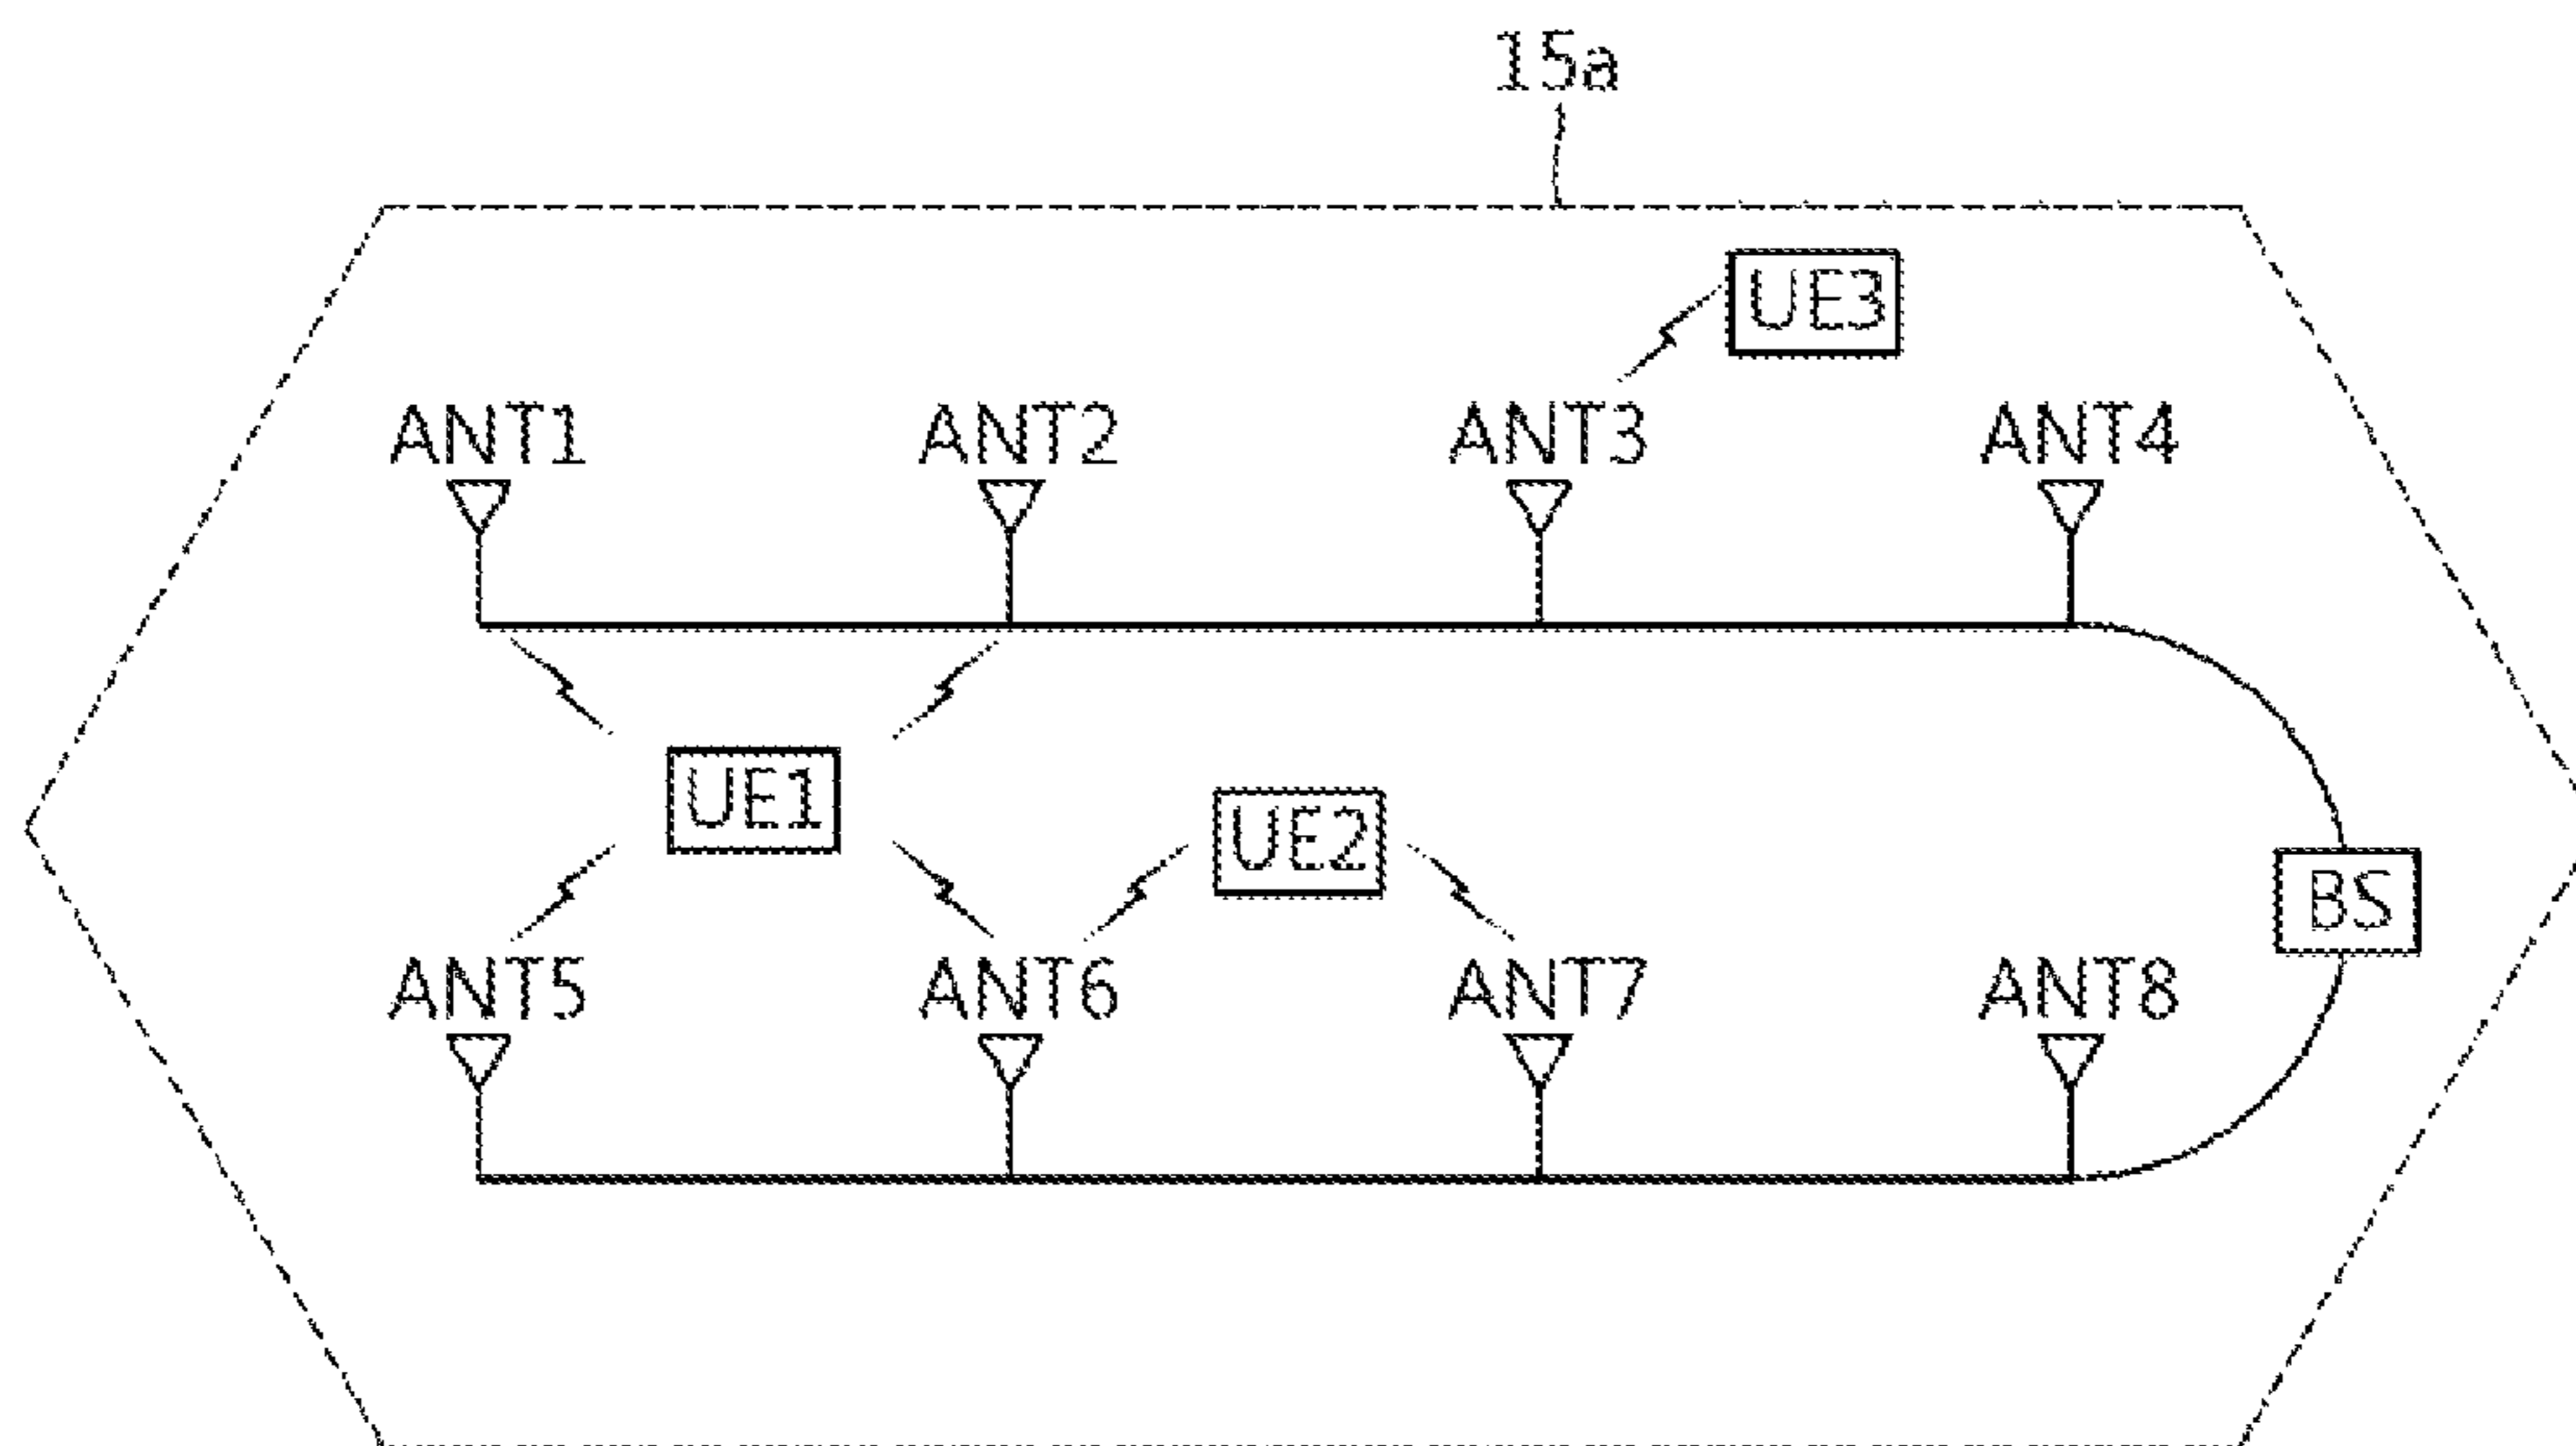 15a
UE3
ANT1 ANT2 ANT3 ANT4
UE1
UE2
BS
ANT5 ANT6 ANT7 ANT8